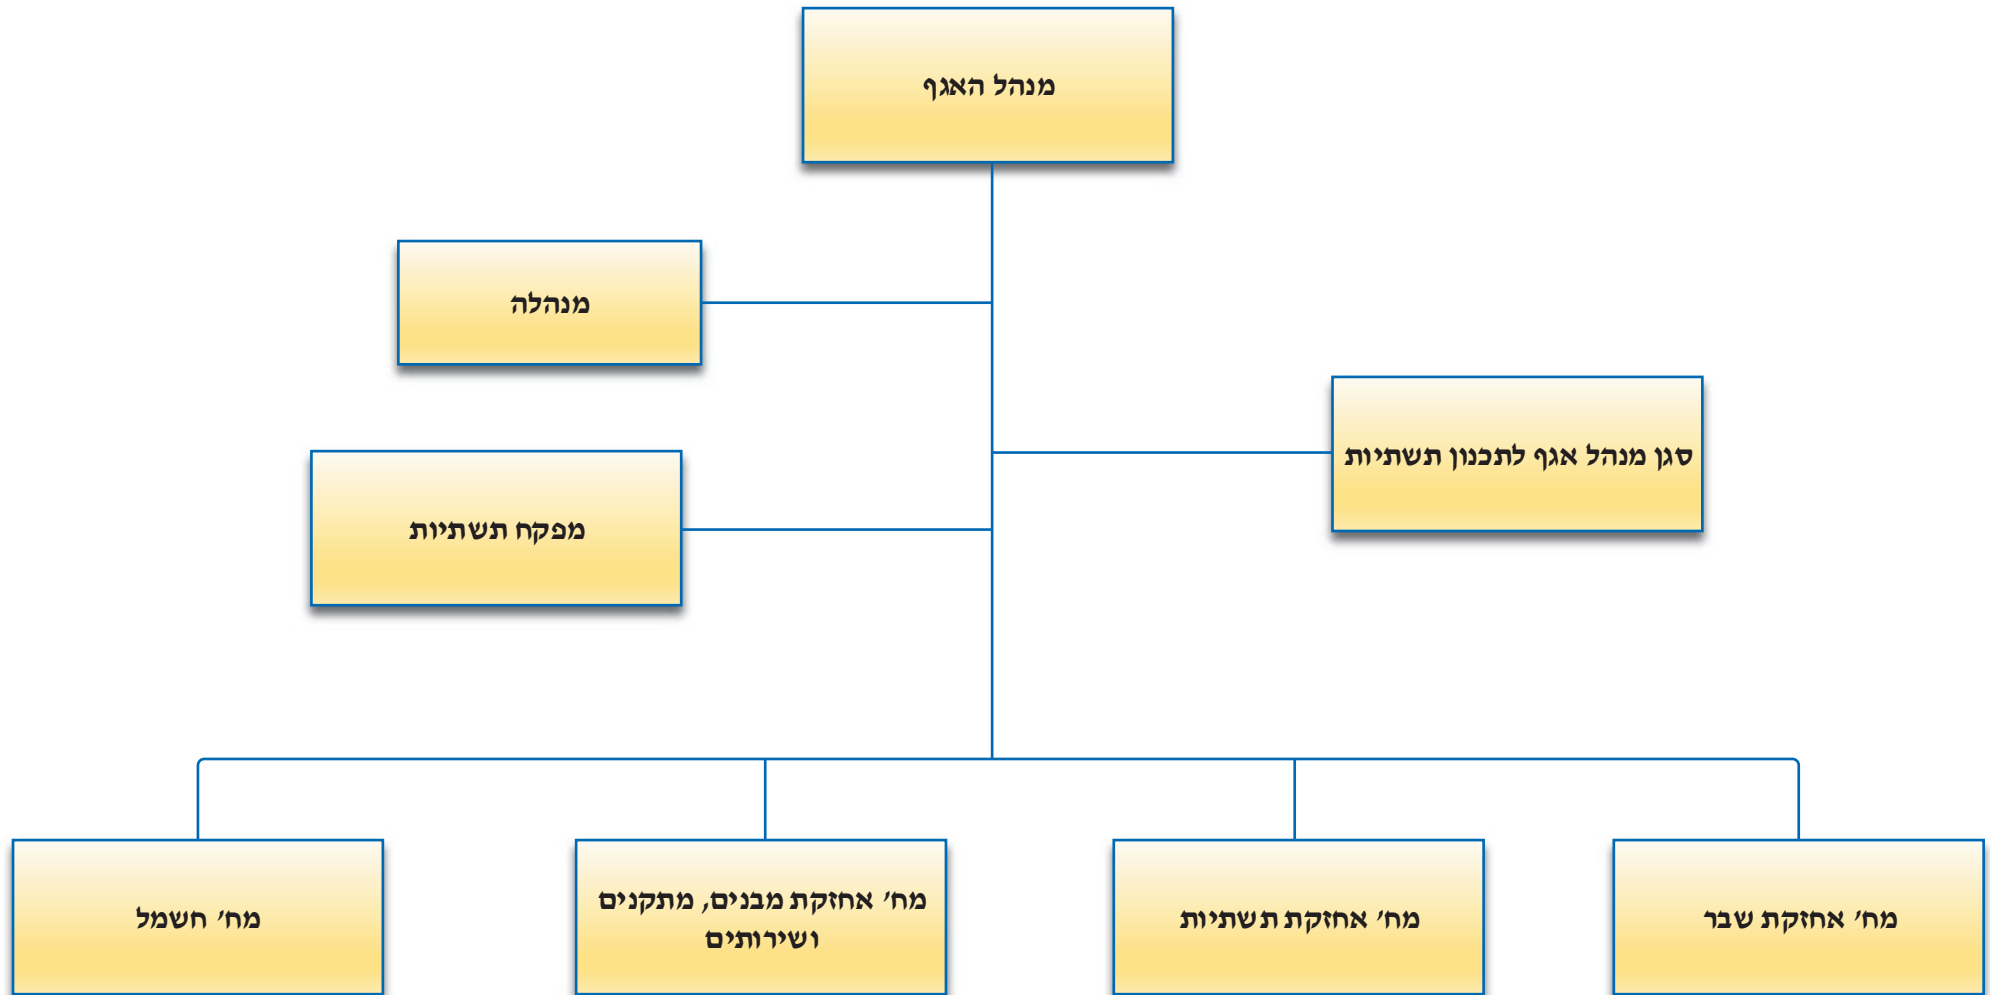 מנהל האגף
מנהלה
סגן מנהל אגף לתכנון תשתיות
מפקח תשתיות
מח' אחזקת שבר
מח' אחזקת תשתיות
מח' אחזקת מבנים, מתקנים
ושירותים
מח' חשמל